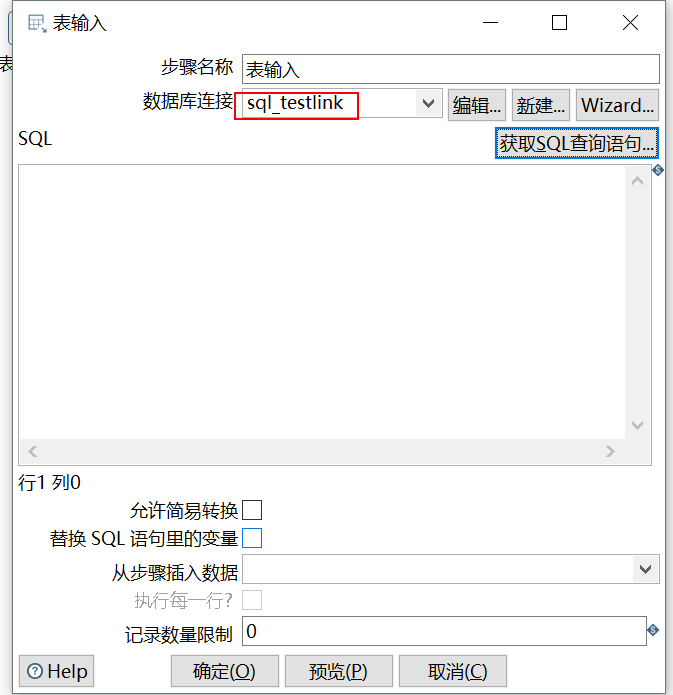 表输入
表
步骤名称 表输入
数据库连接 sql_testlink 编辑... 新建... Wizard...
SQL 获取SQL查询语句...
行1 列0
允许简易转换
替换 SQL 语句里的变量
从步骤插入数据
执行每一行?
记录数量限制 0
Help 确定(O) 预览(P) 取消(C)